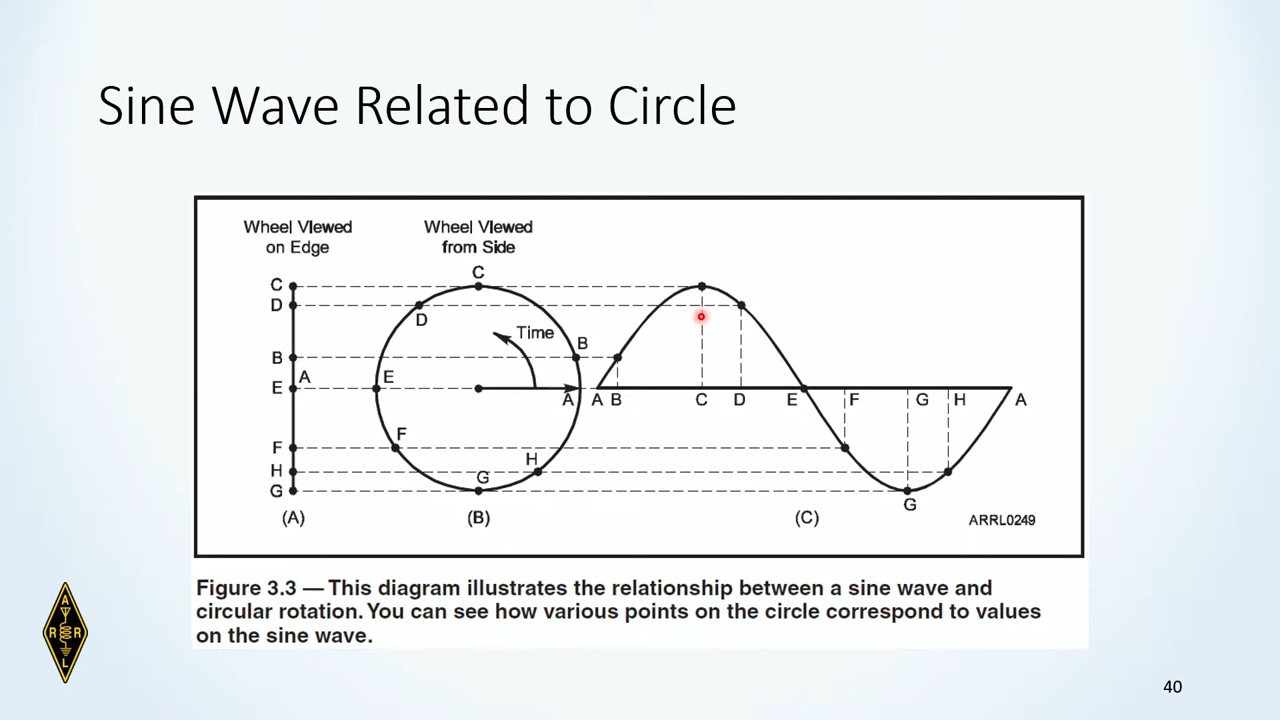 Sine Wave Related to Circle
Wheel Viewed
on Edge
Wheel Viewed
from Side
C
D
B
A
E
F
H
G
(A)
C
D
Time
B
E
A
F
H
G
(B)
A B C D E F G H A
G
(C)
ARRL0249
Figure 3.3 — This diagram illustrates the relationship between a sine wave and
circular rotation. You can see how various points on the circle correspond to values
on the sine wave.
A
R R
L
40